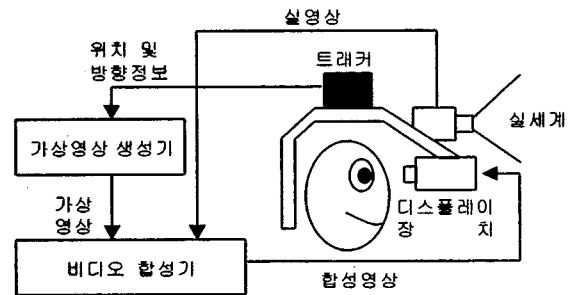 실영상
위치 및
방향정보
트래커
실세계
가상영상 생성기
가상
영상
디스플레이
장 치
비디오 합성기
합성영상